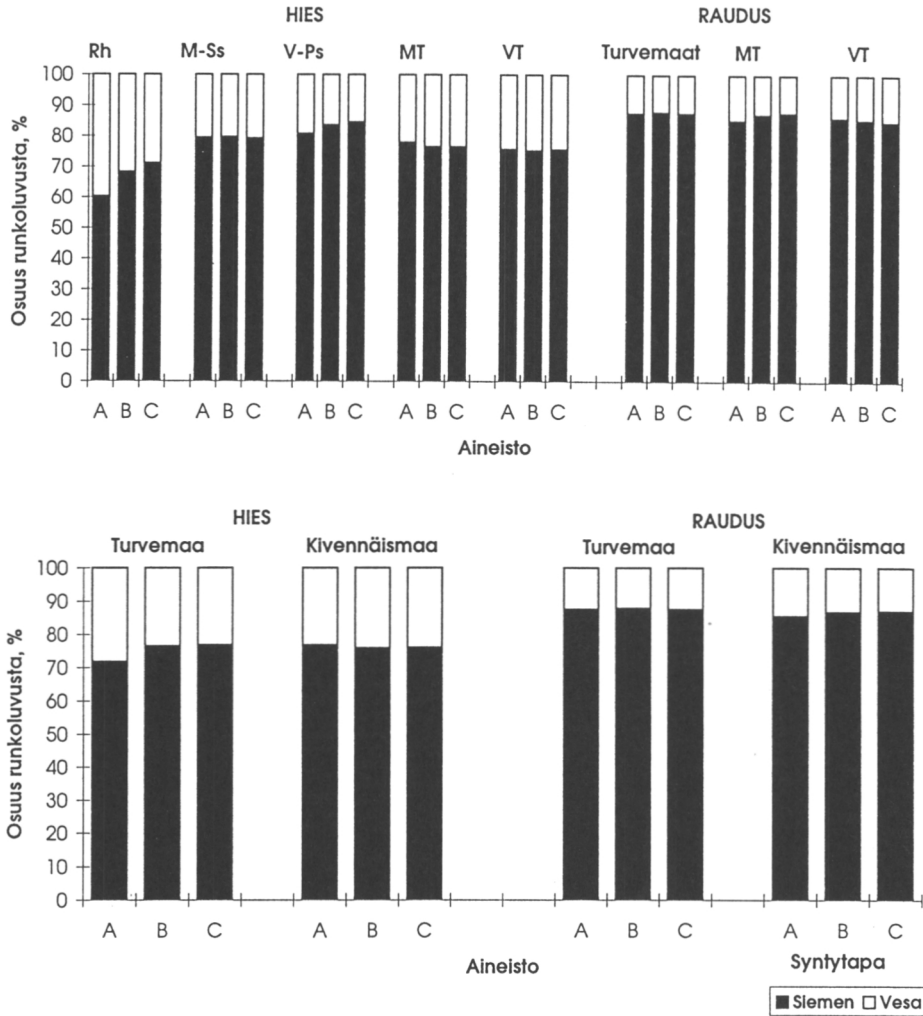 HIES RAUDUS
Rh M-Ss V-Ps MT VT Turvemaat MT VT
100
90
80
70
60
50
40
30
20
10
0
Osuus runkoluvusta, %
A B C A B C A B C A B C A B C A B C A B C A B C
Aineisto
HIES RAUDUS
Turvemaa Kivennäismaa Turvemaa Kivennäismaa
100
90
80
70
60
50
40
30
20
10
0
Osuus runkoluvusta, %
A B C A B C A B C A B C
Aineisto Syntytapa
Siemen Vesa